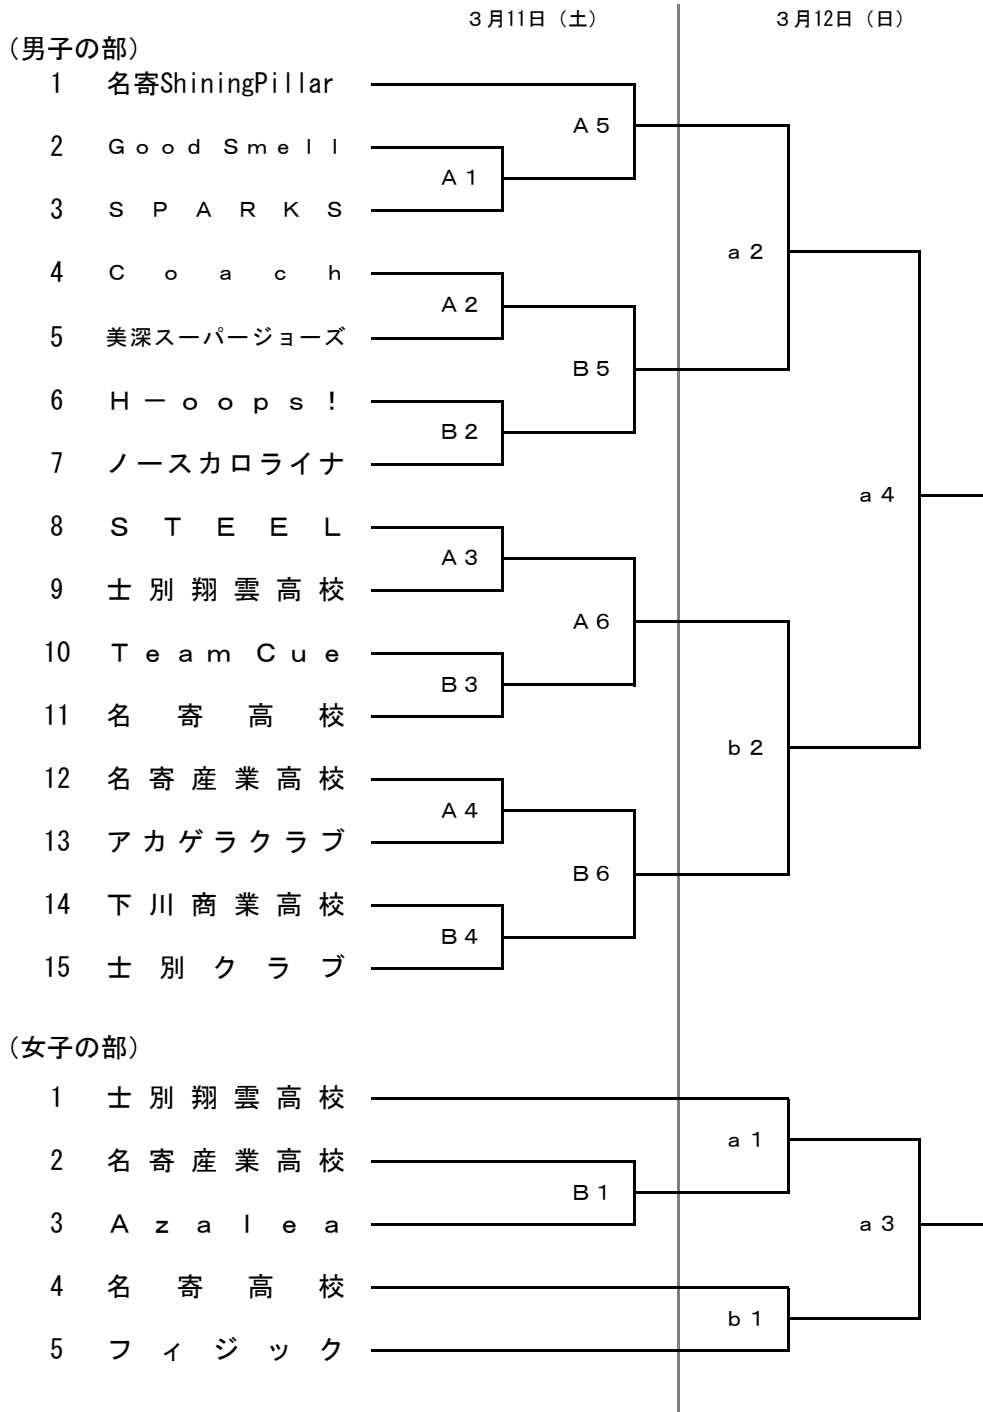 ３月11日（土） ３月12日（日）
（男子の部）
1 名寄ShiningPillar
Ａ５
2 Ｇｏｏｄ Ｓｍｅｌｌ
Ａ１
3 ＳＰＡＲＫＳ
ａ２
4 Ｃｏａｃｈ
Ａ２
5 美深スーパージョーズ
Ｂ５
6 Ｈ－ｏｏｐｓ！
Ｂ２
7 ノースカロライナ
ａ４
8 ＳＴＥＥＬ
Ａ３
9 士別翔雲高校
Ａ６
10 Ｔｅａｍ Ｃｕｅ
Ｂ３
11 名寄高校
ｂ２
12 名寄産業高校
Ａ４
13 アカゲラクラブ
Ｂ６
14 下川商業高校
Ｂ４
15 士別クラブ
（女子の部）
1 士別翔雲高校
ａ１
2 名寄産業高校
Ｂ１
3 Ａｚａｌｅａ
ａ３
4 名寄高校
ｂ１
5 フィジック